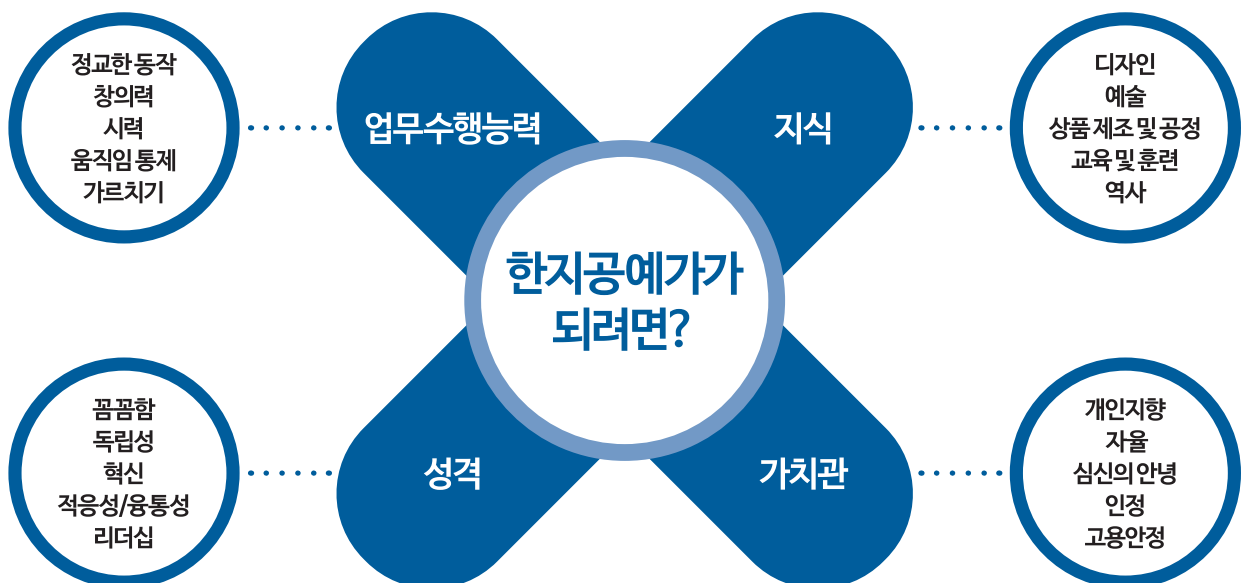 정교한 동작
창의력
시력
움직임 통제
가르치기
업무수행능력
지식
디자인
예술
상품 제조 및 공정
교육 및 훈련
역사
한지공예가가
되려면?
꼼꼼함
독립성
혁신
적응성/융통성
리더십
성격
가치관
개인지향
자율
심신의 안녕
인정
고용안정